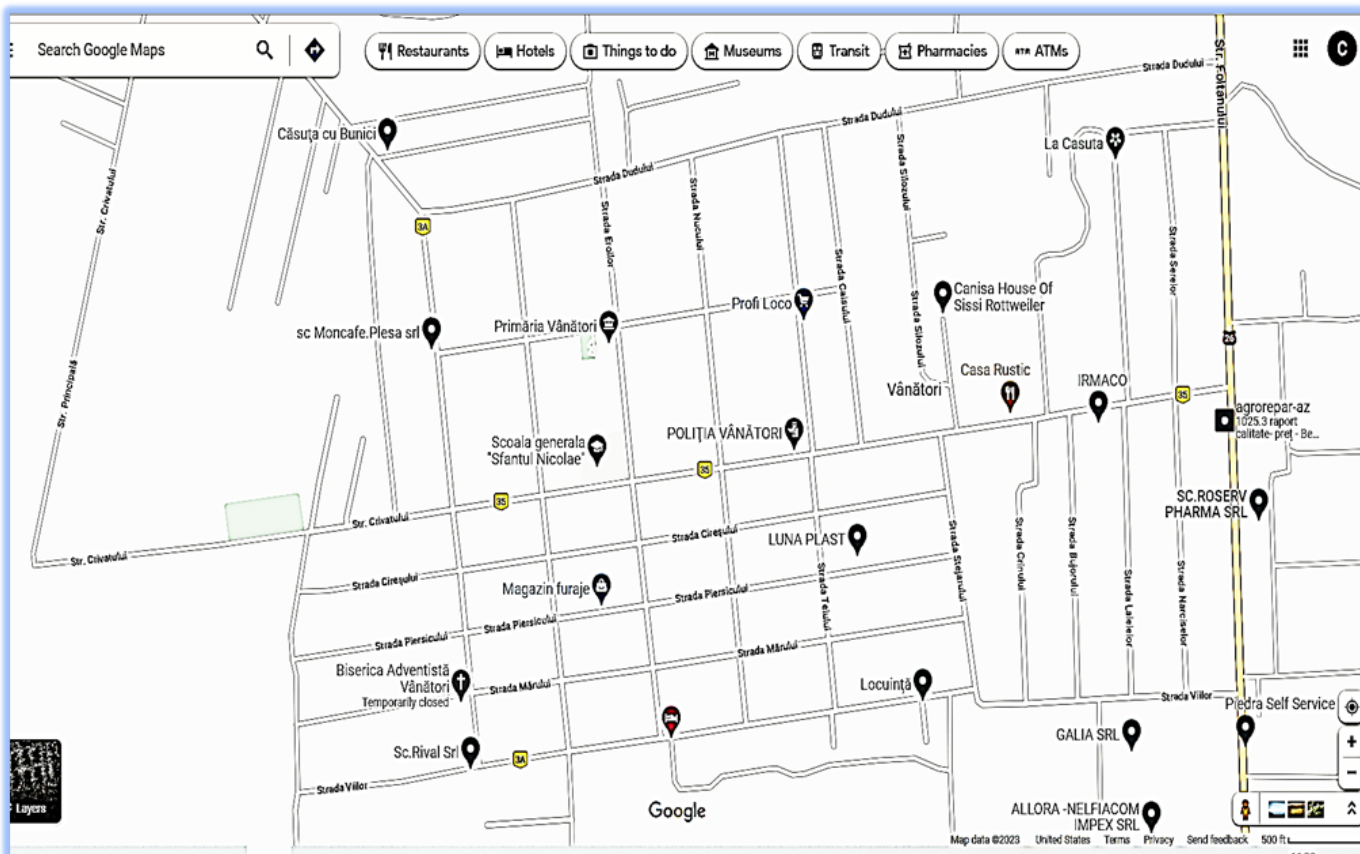 Search Google Maps
Restaurants
Hotels
Things to do
Museums
Transit
Pharmacies
ATMs
C
Str. Foltanului
Strada Dudului
Strada Dudului
Strada Dudului
Căsuța cu Bunici
La Casuta
Str. Crivatului
Strada Silozului
Strada Eroilor
Strada Nucului
3A
Strada Caisului
Strada Serelor
Canisa House Of
Sissi Rottweiler
Profi Loco
Strada Silozului
sc Moncafe.Plesa srl
Primăria Vânători
26
Str. Principală
Casa Rustic
IRMACO
Vânători
35
agrorepar-az
1025.3 raport
calitate- preț - Be...
POLIȚIA VÂNĂTORI
Scoala generala
"Sfantul Nicolae"
35
35
SC.ROSERV
PHARMA SRL
Str. Crivatului
Str. Crivatului
Strada Cireșului
LUNA PLAST
Strada Stejarului
Strada Crinului
Strada Bujorului
Strada Cireșului
Magazin furaje
Strada Piersicului
Strada Teiului
Strada Lalelelor
Strada Narciselor
Strada Piersicului
Strada Piersicului
Strada Mărului
Biserica Adventistă
Vânători
Temporarily closed
Strada Mărului
Locuință
Strada Viilor
Piedra Self Service
GALIA SRL
Sc.Rival Srl
3A
Strada Viilor
Layers
Google
ALLORA -NELFIACOM
IMPEX SRL
Map data ©2023 United States Terms Privacy Send feedback 500 ft